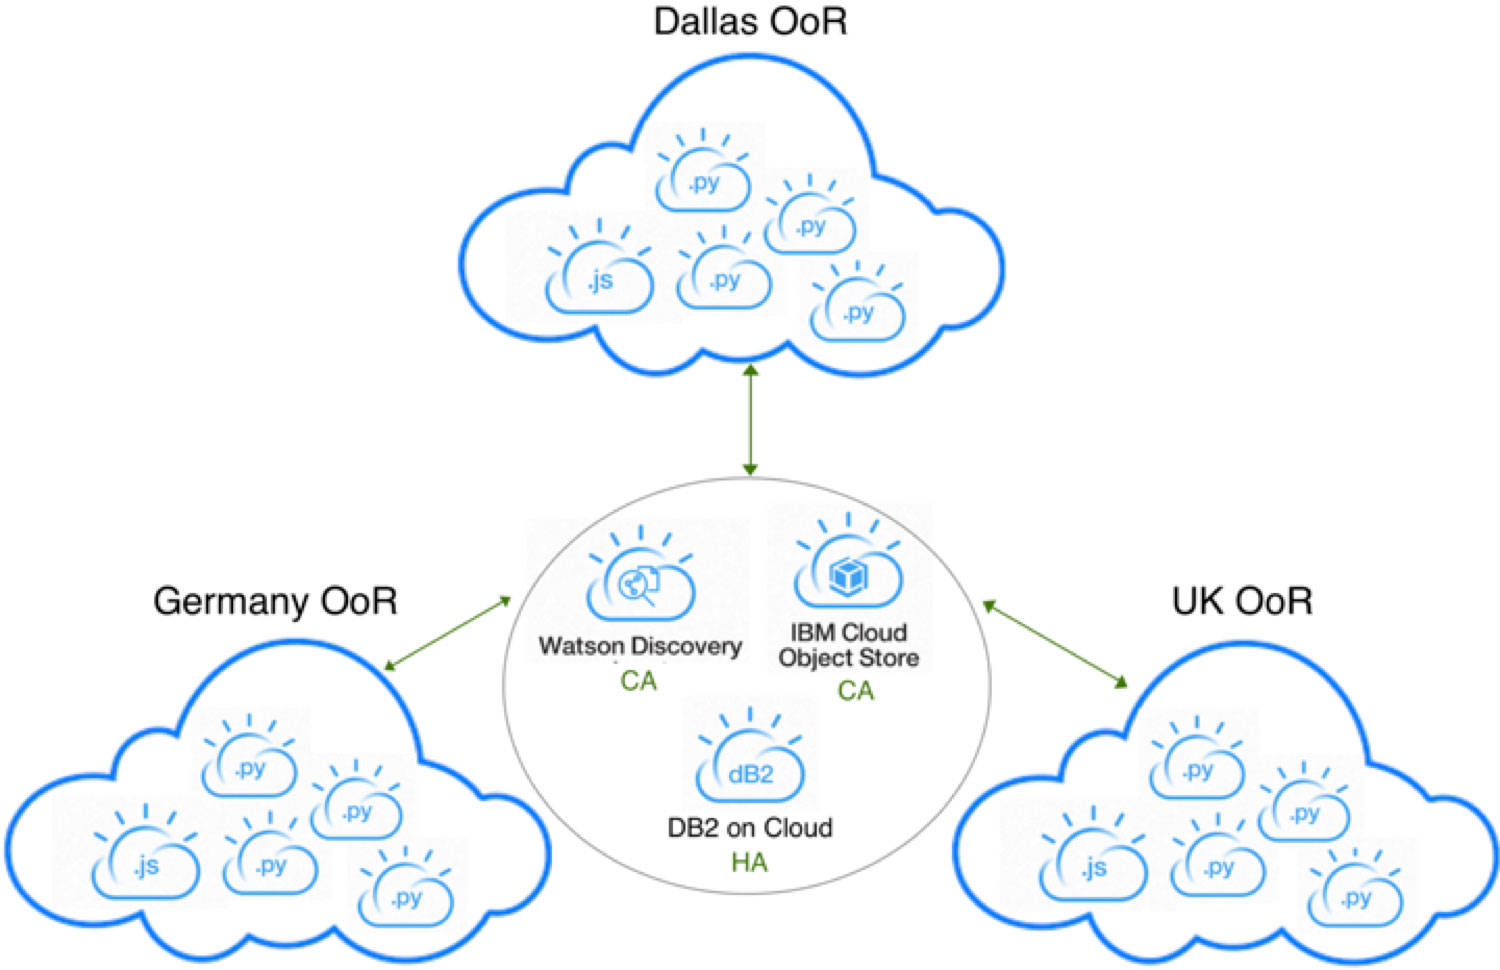 Dallas OoR
.py
.py
.js
.py
.py
Germany OoR
UK OoR
Watson Discovery
CA
IBM Cloud
Object Store
CA
dB2
DB2 on Cloud
HA
.py
.py
.js
.py
.py
.py
.py
.js
.py
.py